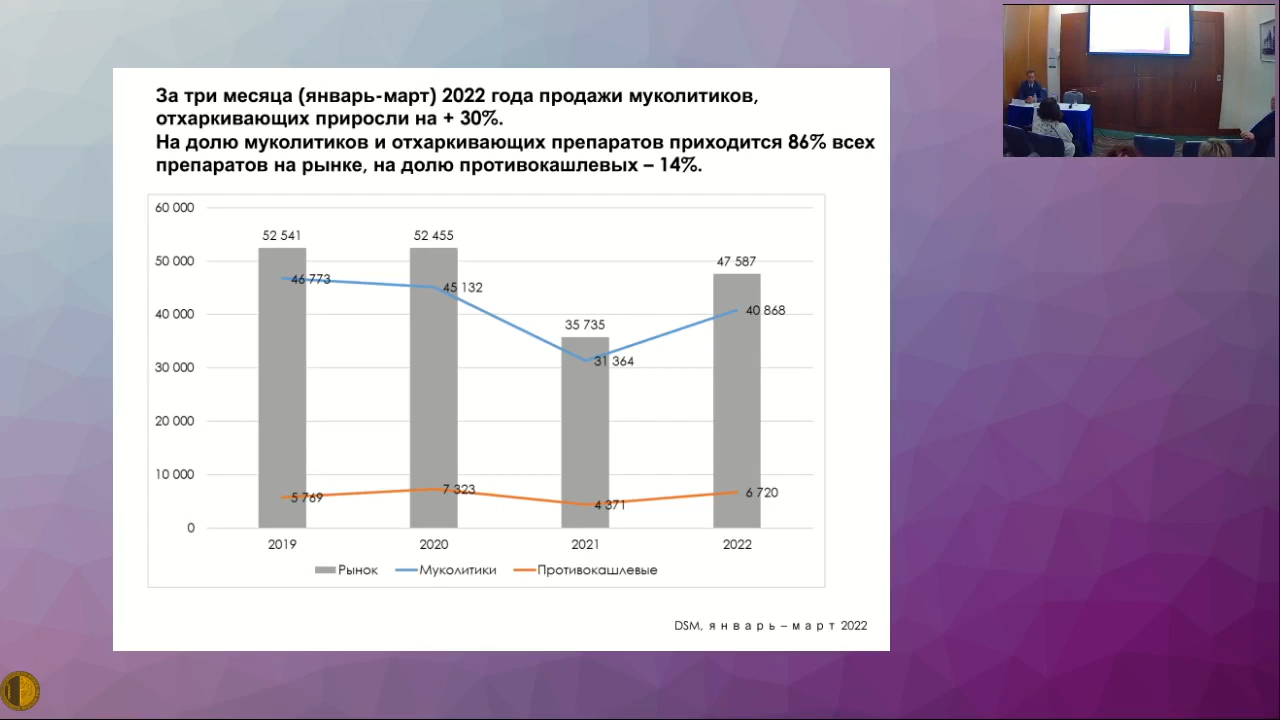 За три месяца (январь-март) 2022 года продажи муколитиков,
отхаркивающих приросли на + 30%.
На долю муколитиков и отхаркивающих препаратов приходится 86% всех
препаратов на рынке, на долю противокашлевых – 14%.
60 000
50 000
40 000
30 000
20 000
10 000
0
52 541
52 455
35 735
47 587
46 773
45 132
31 364
40 868
5 769
7 323
4 371
6 720
2019
2020
2021
2022
Рынок
Муколитики
Противокашлевые
DSM, январь–март 2022